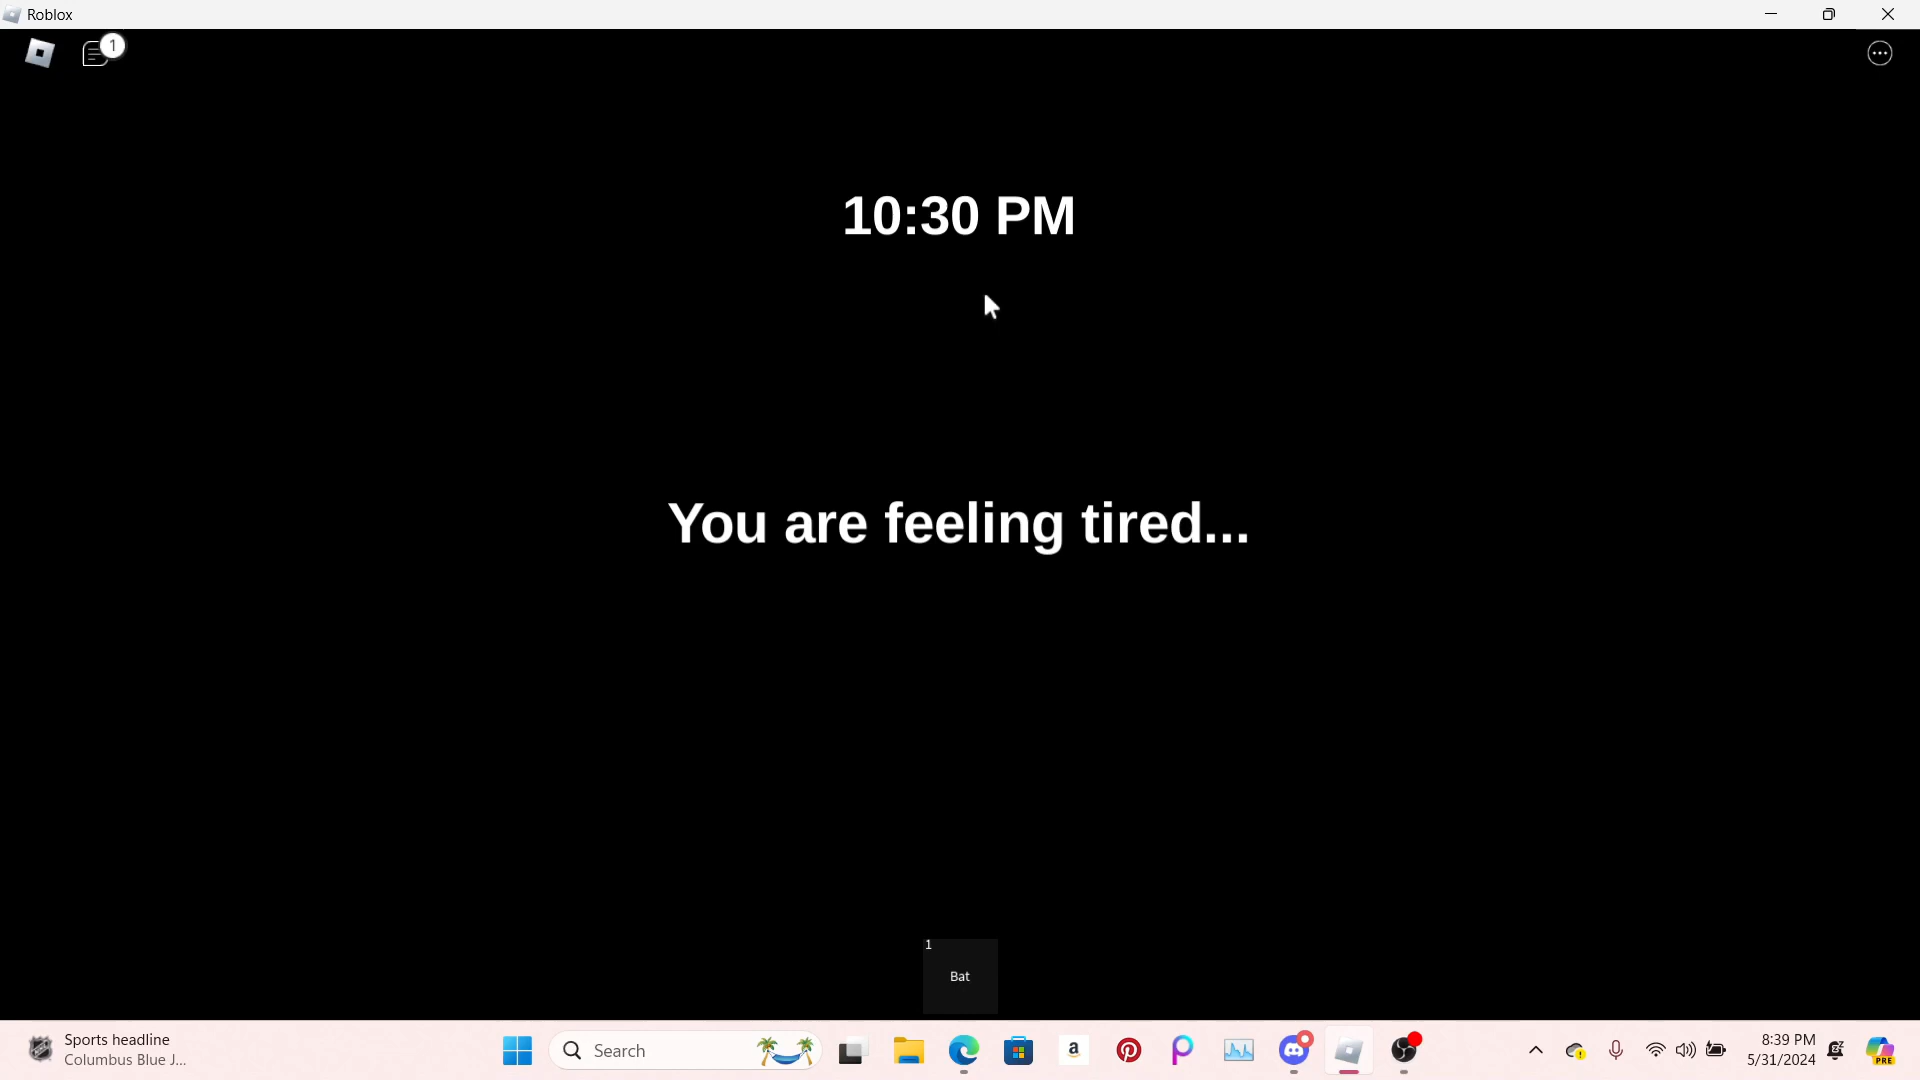 Roblox
1
10:30 PM
You are feeling tired...
1
Bat
Sports headline
Columbus Blue J...
Search
a
PRE
8:39 PM
5/31/2024